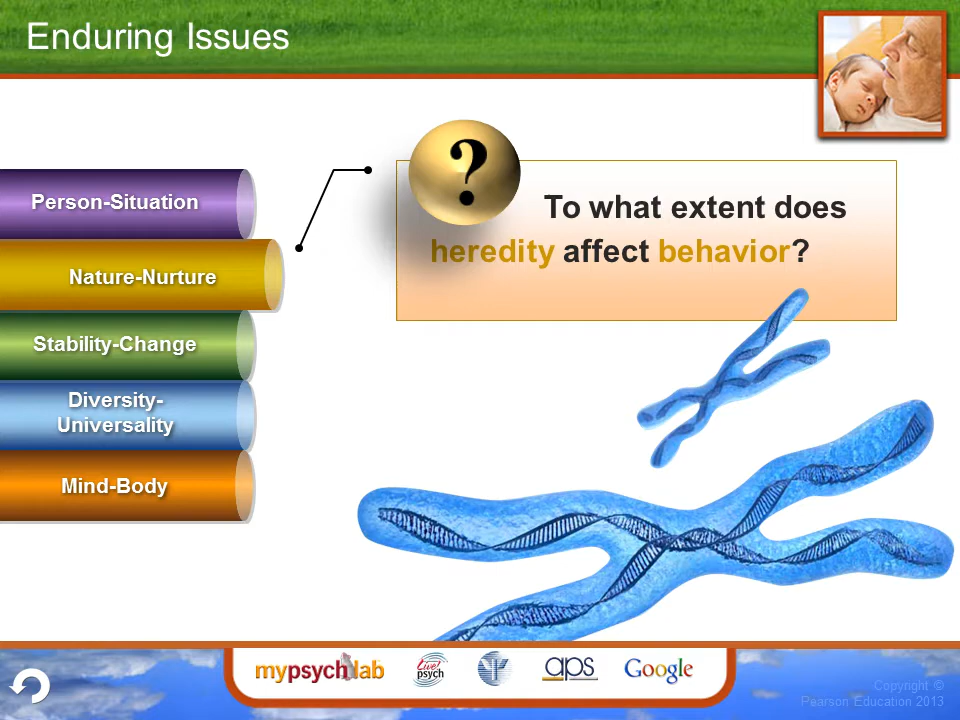 Enduring Issues
Person-Situation
Nature-Nurture
Stability-Change
Diversity-
Universality
Mind-Body
?
To what extent does
heredity affect behavior?
mypsychlab
Live!
psych
aps
Google
Copyright ©
Pearson Education 2013